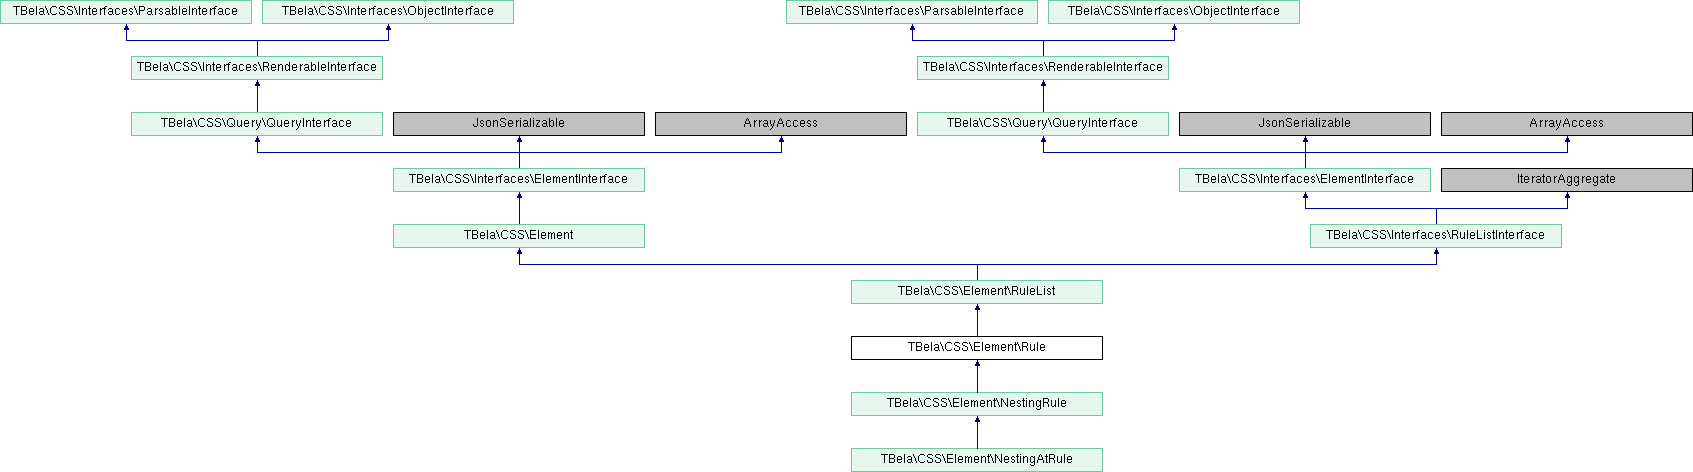 TBela\CSS\Interfaces\ParsableInterface
TBela\CSS\Interfaces\ObjectInterface
TBela\CSS\Interfaces\ParsableInterface
TBela\CSS\Interfaces\ObjectInterface
TBela\CSS\Interfaces\RenderableInterface
TBela\CSS\Interfaces\RenderableInterface
TBela\CSS\Query\QueryInterface
JsonSerializable
ArrayAccess
TBela\CSS\Query\QueryInterface
JsonSerializable
ArrayAccess
TBela\CSS\Interfaces\ElementInterface
TBela\CSS\Interfaces\ElementInterface
IteratorAggregate
TBela\CSS\Element
TBela\CSS\Interfaces\RuleListInterface
TBela\CSS\Element\RuleList
TBela\CSS\Element\Rule
TBela\CSS\Element\NestingRule
TBela\CSS\Element\NestingAtRule